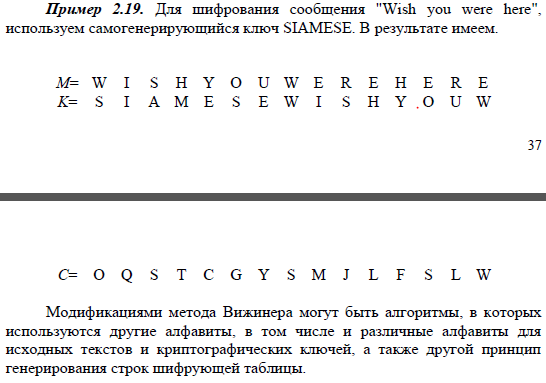 Пример 2.19. Для шифрования сообщения "Wish you were here",
используем самогенерирующийся ключ SIAMESE. В результате имеем.
M= W I S H Y O U W E R E H E R E
K= S I A M E S E W I S H Y . O U W
37
C= O Q S T C G Y S M J L F S L W
Модификациями метода Вижинера могут быть алгоритмы, в которых
используются другие алфавиты, в том числе и различные алфавиты для
исходных текстов и криптографических ключей, а также другой принцип
генерирования строк шифрующей таблицы.